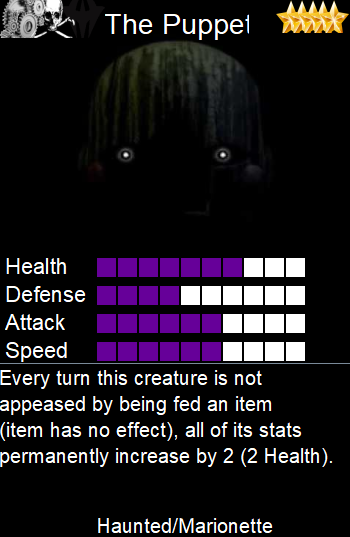 The Puppet
Health
Defense
Attack
Speed
Every turn this creature is not
appeased by being fed an item
(item has no effect), all of its stats
permanently increase by 2 (2 Health).
Haunted/Marionette